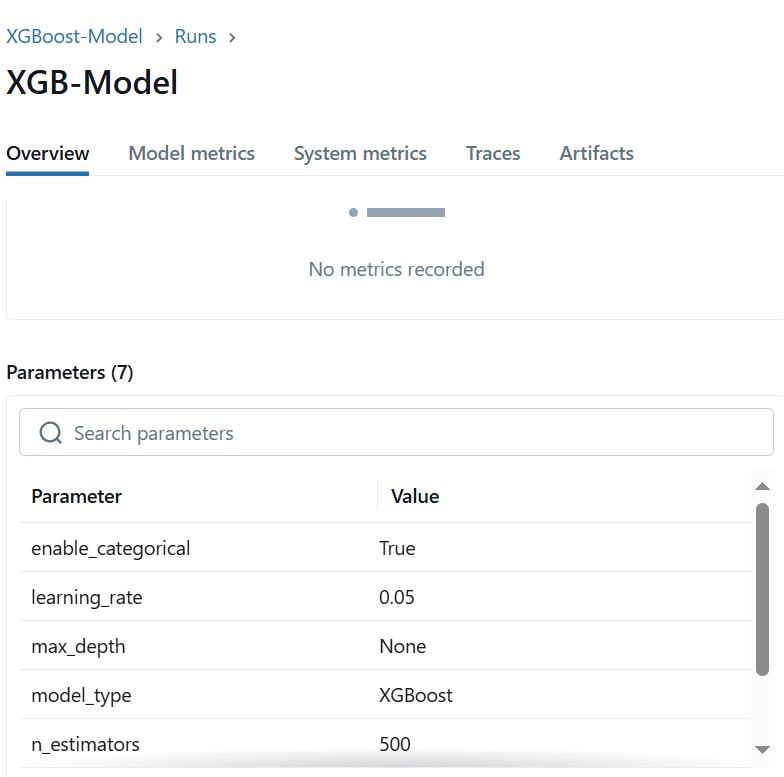 XGBoost-Model > Runs >
XGB-Model
Overview Model metrics System metrics Traces Artifacts
No metrics recorded
Parameters (7)
Search parameters
Parameter Value
enable_categorical True
learning_rate 0.05
max_depth None
model_type XGBoost
n_estimators 500